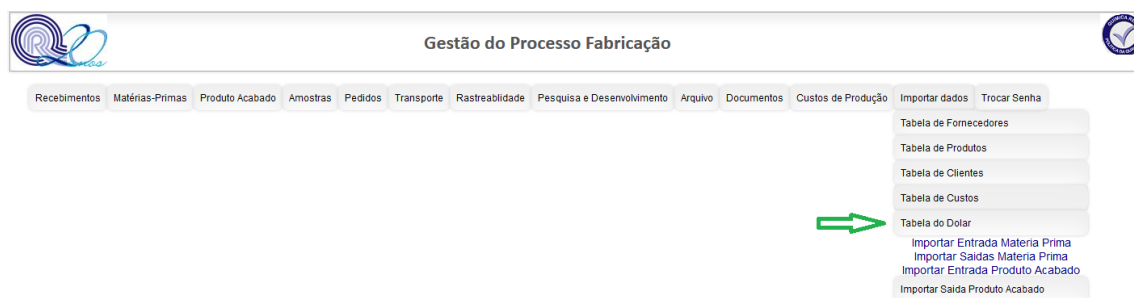 Gestão do Processo Fabricação
Recebimentos Matérias-Primas Produto Acabado Amostras Pedidos Transporte Rastreablidade Pesquisa e Desenvolvimento Arquivo Documentos Custos de Produção Importar dados Trocar Senha
Tabela de Fornecedores
Tabela de Produtos
Tabela de Clientes
Tabela de Custos
Tabela do Dolar
Importar Entrada Materia Prima
Importar Saidas Materia Prima
Importar Entrada Produto Acabado
Importar Saida Produto Acabado